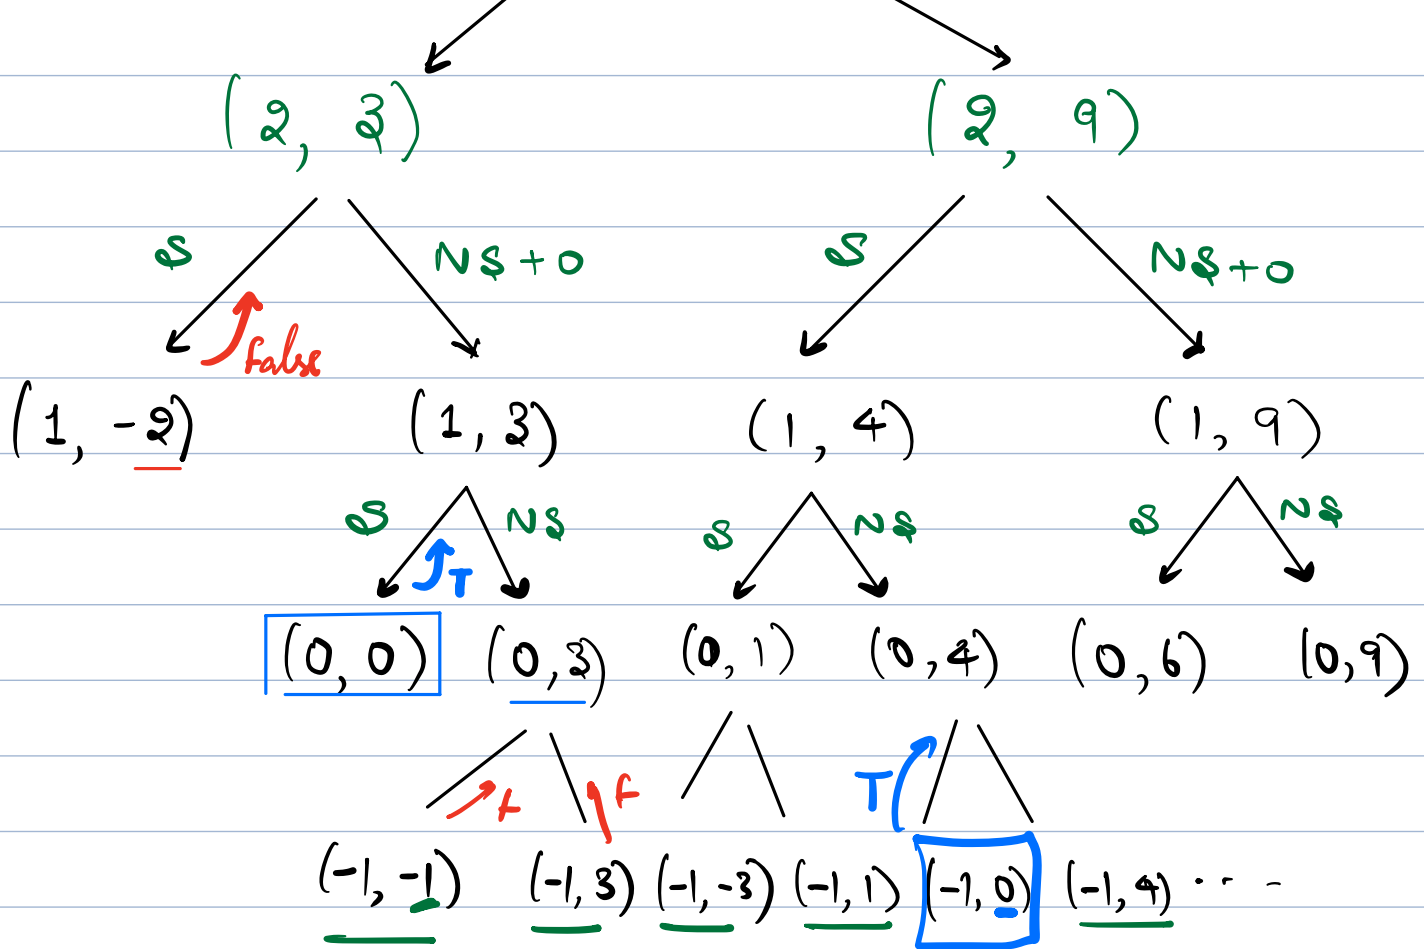 (2, 3) (2, 9)
S NS+0 S NS+0
False
(1, -2) (1, 3) (1, 4) (1, 9)
S NS S NS S NS
T
(0, 0) (0, 3) (0, 1) (0, 4) (0, 6) (0, 9)
f F T
(-1, -1) (-1, 3) (-1, -3) (-1, 1) (-1, 0) (-1, 4) . . . -